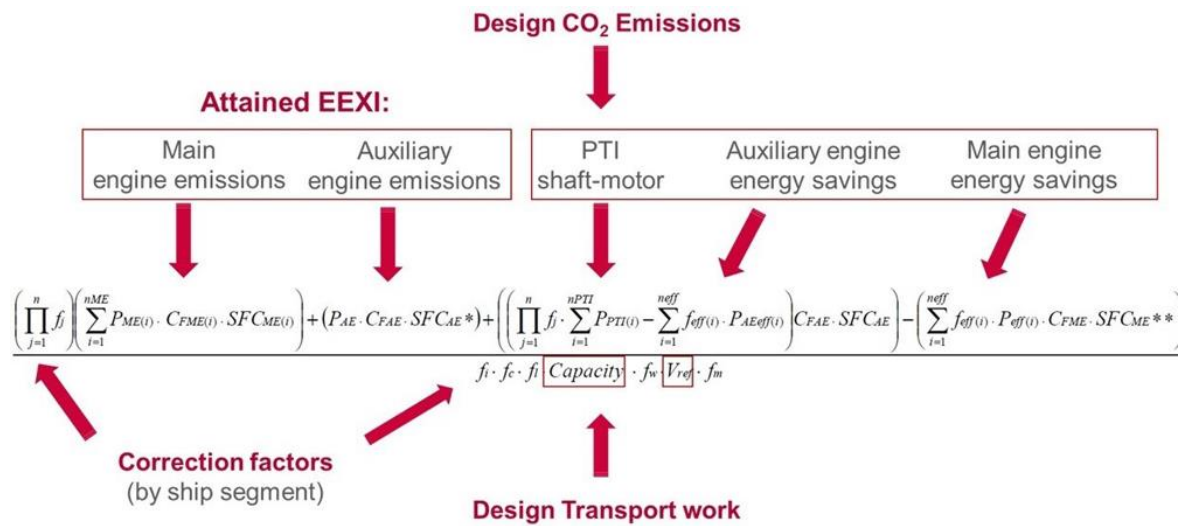 Design CO₂ Emissions
Attained EEXI:
Main
engine emissions
Auxiliary
engine emissions
PTI
shaft-motor
Auxiliary engine
energy savings
Main engine
energy savings
(∏_{j=1}^{n} f_j)(∑_{i=1}^{nME} P_{ME(i)} · C_{FME(i)} · SFC_{ME(i)}) + (P_{AE} · C_{FAE} · SFC_{AE}*) + ((∏_{j=1}^{n} f_j · ∑_{i=1}^{nPTI} P_{PTI(i)} − ∑_{i=1}^{neff} f_{eff(i)} · P_{AEeff(i)}) C_{FAE} · SFC_{AE}) − (∑_{i=1}^{neff} f_{eff(i)} · P_{eff(i)} · C_{FME} · SFC_{ME}**)
f_i · f_c · f_l · Capacity · f_w · V_{ref} · f_m
Correction factors
(by ship segment)
Design Transport work